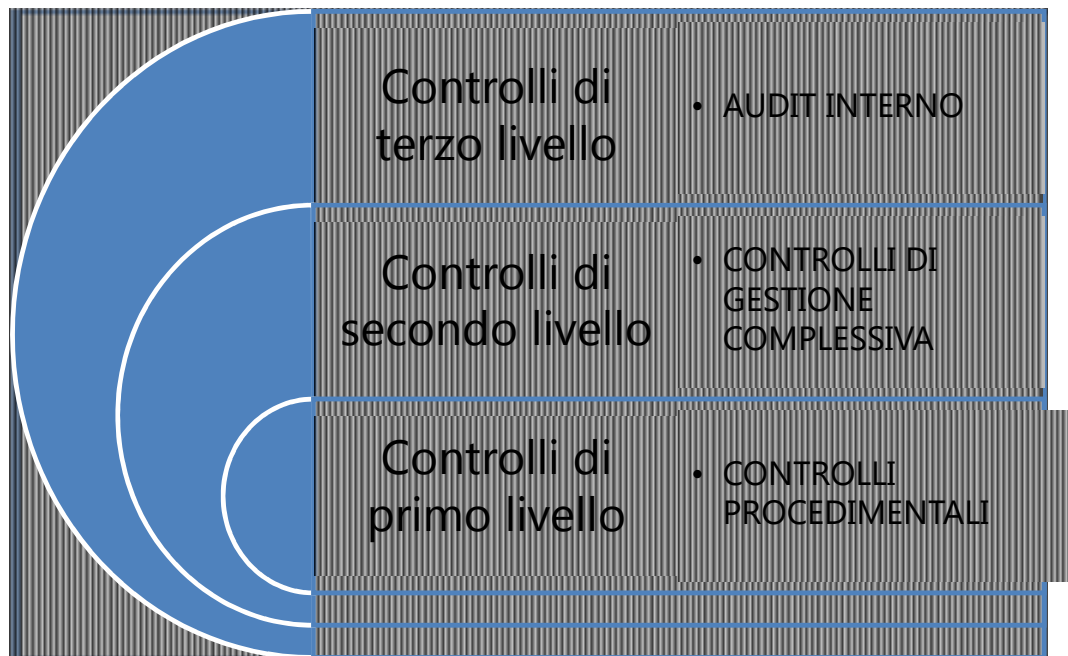 Controlli di
terzo livello
• AUDIT INTERNO
Controlli di
secondo livello
• CONTROLLI DI
GESTIONE
COMPLESSIVA
Controlli di
primo livello
• CONTROLLI
PROCEDIMENTALI